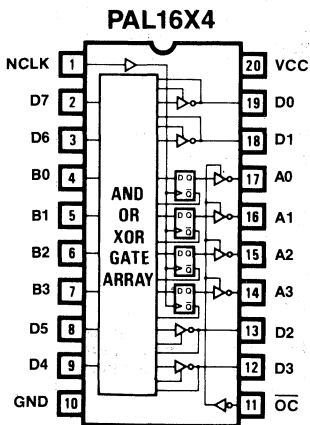 PAL16X4
NCLK 1 20 VCC
D7 2 19 D0
D6 3 18 D1
B0 4 D Q 17 A0
B1 5 D Q 16 A1
B2 6 D Q 15 A2
B3 7 D Q 14 A3
AND
OR
XOR
GATE
ARRAY
D5 8 13 D2
D4 9 12 D3
GND 10 11 OC